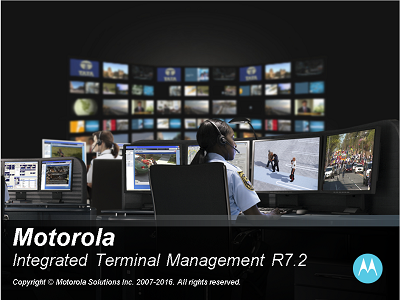 Motorola
Integrated Terminal Management R7.2
Copyright © Motorola Solutions Inc. 2007-2016. All rights reserved.